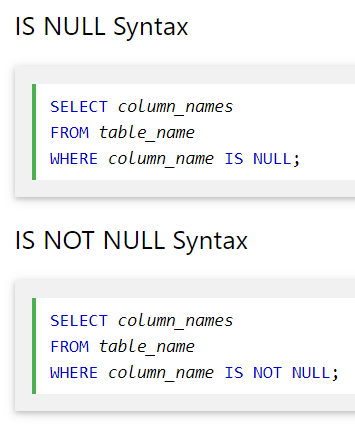 IS NULL Syntax
SELECT column_names
FROM table_name
WHERE column_name IS NULL;
IS NOT NULL Syntax
SELECT column_names
FROM table_name
WHERE column_name IS NOT NULL;